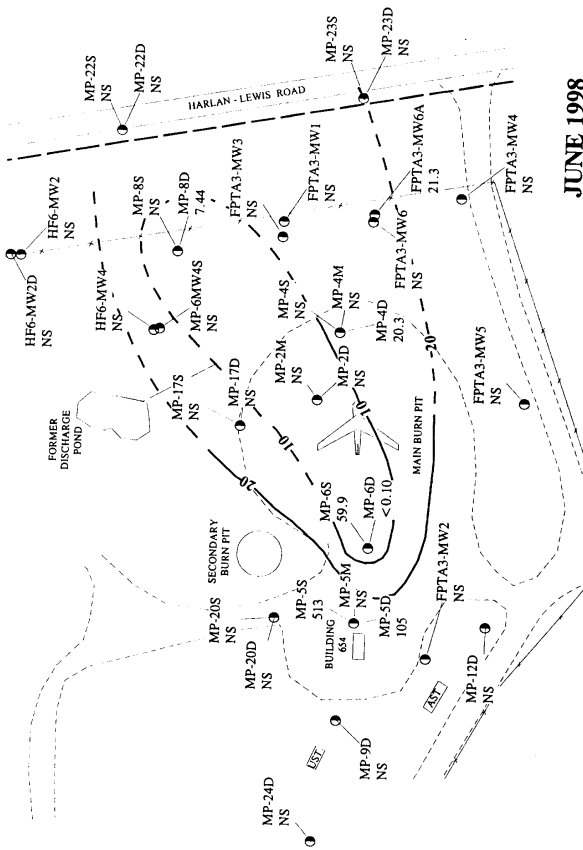 HF6-MW2D
NS
HF6-MW2
NS
MP-22S
NS
MP-22D
NS
HARLAN - LEWIS ROAD
MP-23S
NS
MP-23D
NS
HF6-MW4
NS
MP-6MW4S
NS
MP-8S
NS
MP-8D
7.44
FPTA3-MW3
NS
FPTA3-MW1
NS
FPTA3-MW6
NS
FPTA3-MW6A
21.3
FPTA3-MW4
NS
FORMER
DISCHARGE
POND
MP-17S
NS
MP-17D
NS
MP-2M
NS
MP-2D
NS
MP-4S
NS
MP-4M
NS
MP-4D
20.3
FPTA3-MW5
NS
20
10
10
20
MAIN BURN PIT
SECONDARY
BURN PIT
MP-6S
59.9
MP-6D
<0.10
MP-20S
NS
MP-20D
NS
MP-5S
513
MP-5M
NS
MP-5D
105
BUILDING
654
FPTA3-MW2
NS
MP-12D
NS
UST
AST
MP-9D
NS
MP-24D
NS
JUNE 1998